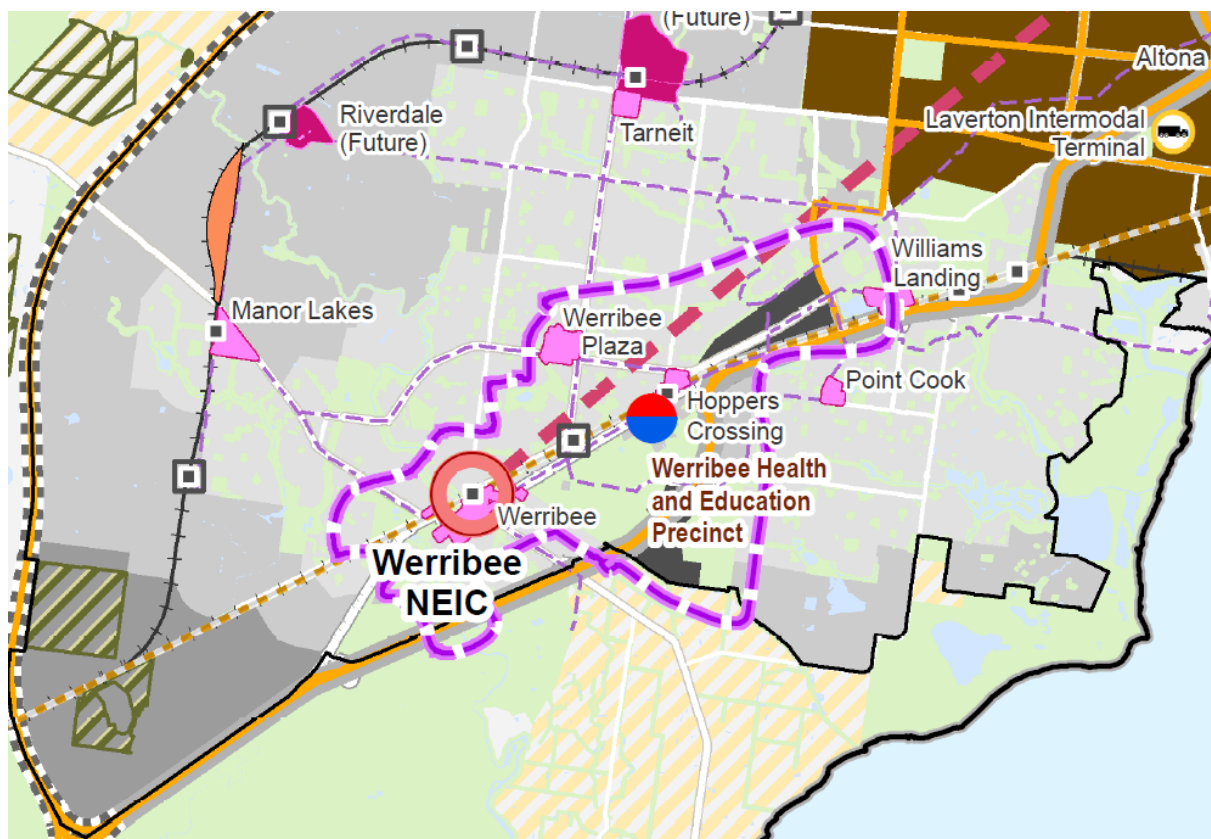 (Future)
Altona
Riverdale
(Future)
Tarneit
Laverton Intermodal
Terminal
Williams
Landing
Manor Lakes
Werribee
Plaza
Point Cook
Hoppers
Crossing
Werribee Health
and Education
Precinct
Werribee
Werribee
NEIC